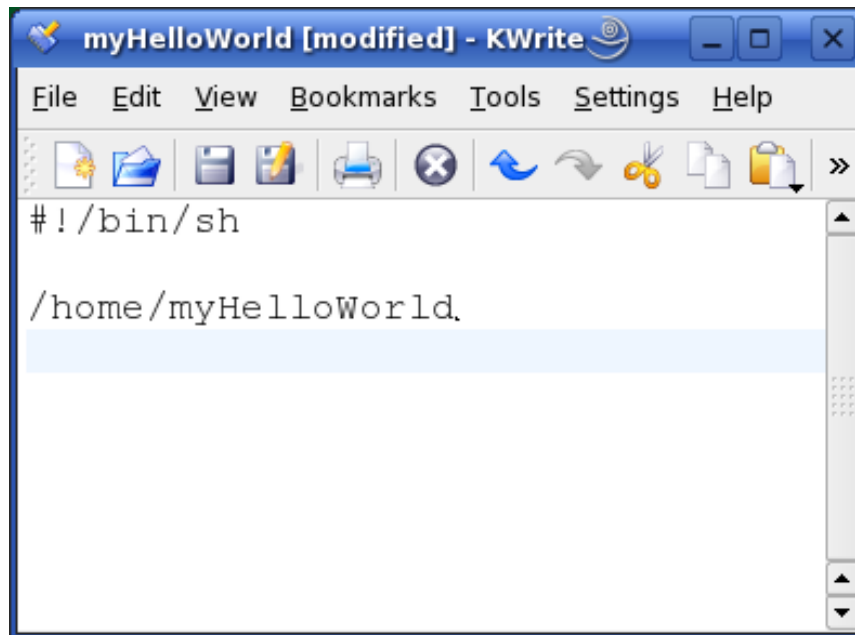 myHelloWorld [modified] - KWrite
File Edit View Bookmarks Tools Settings Help
#!/bin/sh
/home/myHelloWorld